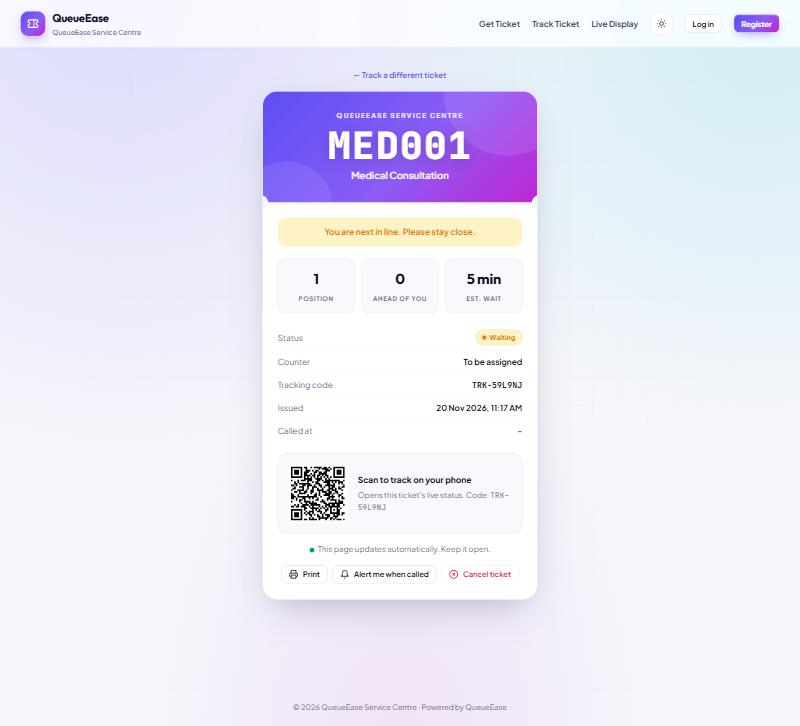 QueueEase
QueueEase Service Centre
Get Ticket
Track Ticket
Live Display
Log in
Register
← Track a different ticket
QUEUEEASE SERVICE CENTRE
MED001
Medical Consultation
You are next in line. Please stay close.
1
POSITION
0
AHEAD OF YOU
5 min
EST. WAIT
Status
Waiting
Counter
To be assigned
Tracking code
TRK-59L9NJ
Issued
20 Nov 2026, 11:17 AM
Called at
–
Scan to track on your phone
Opens this ticket's live status. Code: TRK-
59L9NJ
This page updates automatically. Keep it open.
Print
Alert me when called
Cancel ticket
© 2026 QueueEase Service Centre · Powered by QueueEase